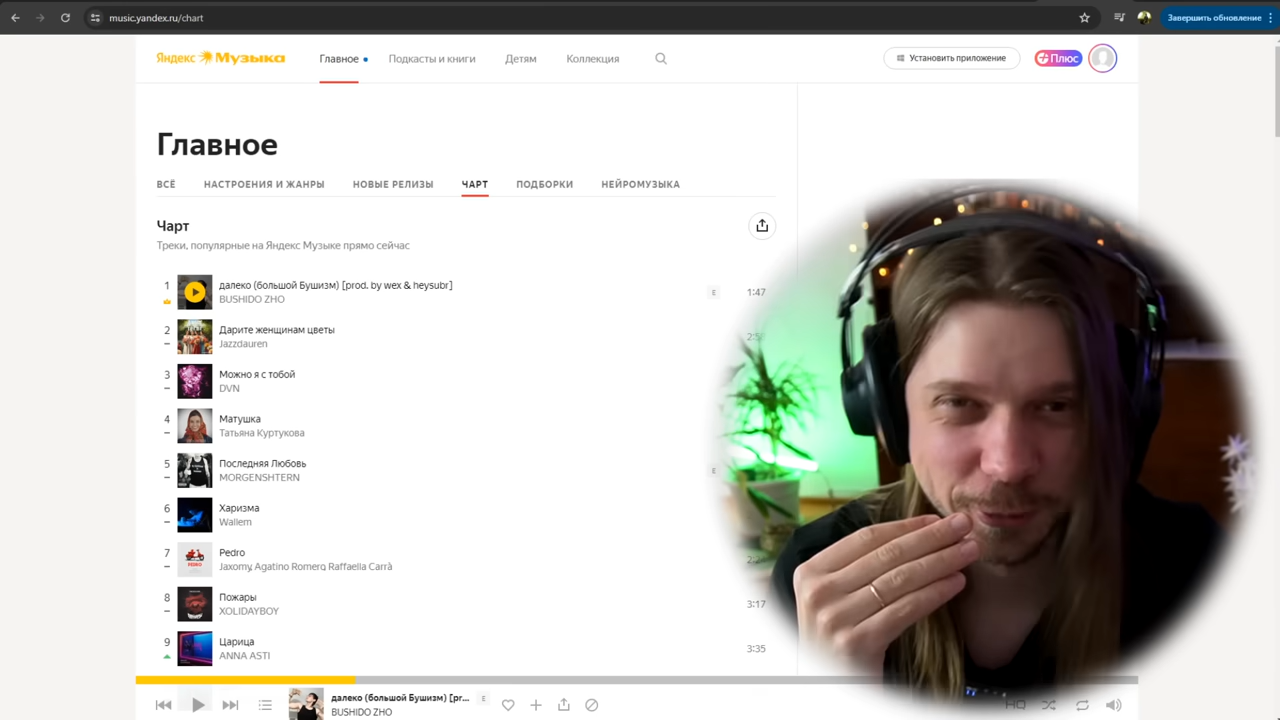 music.yandex.ru/chart
Завершить обновление
Яндекс Музыка
Главное
Подкасты и книги
Детям
Коллекция
Установить приложение
Плюс
Главное
ВСЁ
НАСТРОЕНИЯ И ЖАНРЫ
НОВЫЕ РЕЛИЗЫ
ЧАРТ
ПОДБОРКИ
НЕЙРОМУЗЫКА
Чарт
Треки, популярные на Яндекс Музыке прямо сейчас
1
далеко (большой Бушизм) [prod. by wex & heysubr]
E
1:47
BUSHIDO ZHO
2
Дарите женщинам цветы
Jazzdauren
3
Можно я с тобой
DVN
4
Матушка
Татьяна Куртукова
5
Последняя Любовь
E
MORGENSHTERN
6
Харизма
Wallem
7
Pedro
Jaxomy, Agatino Romero, Raffaella Carrà
8
Пожары
3:17
XOLIDAYBOY
9
Царица
3:35
ANNA ASTI
далеко (большой Бушизм) [pr...
E
BUSHIDO ZHO
HQ